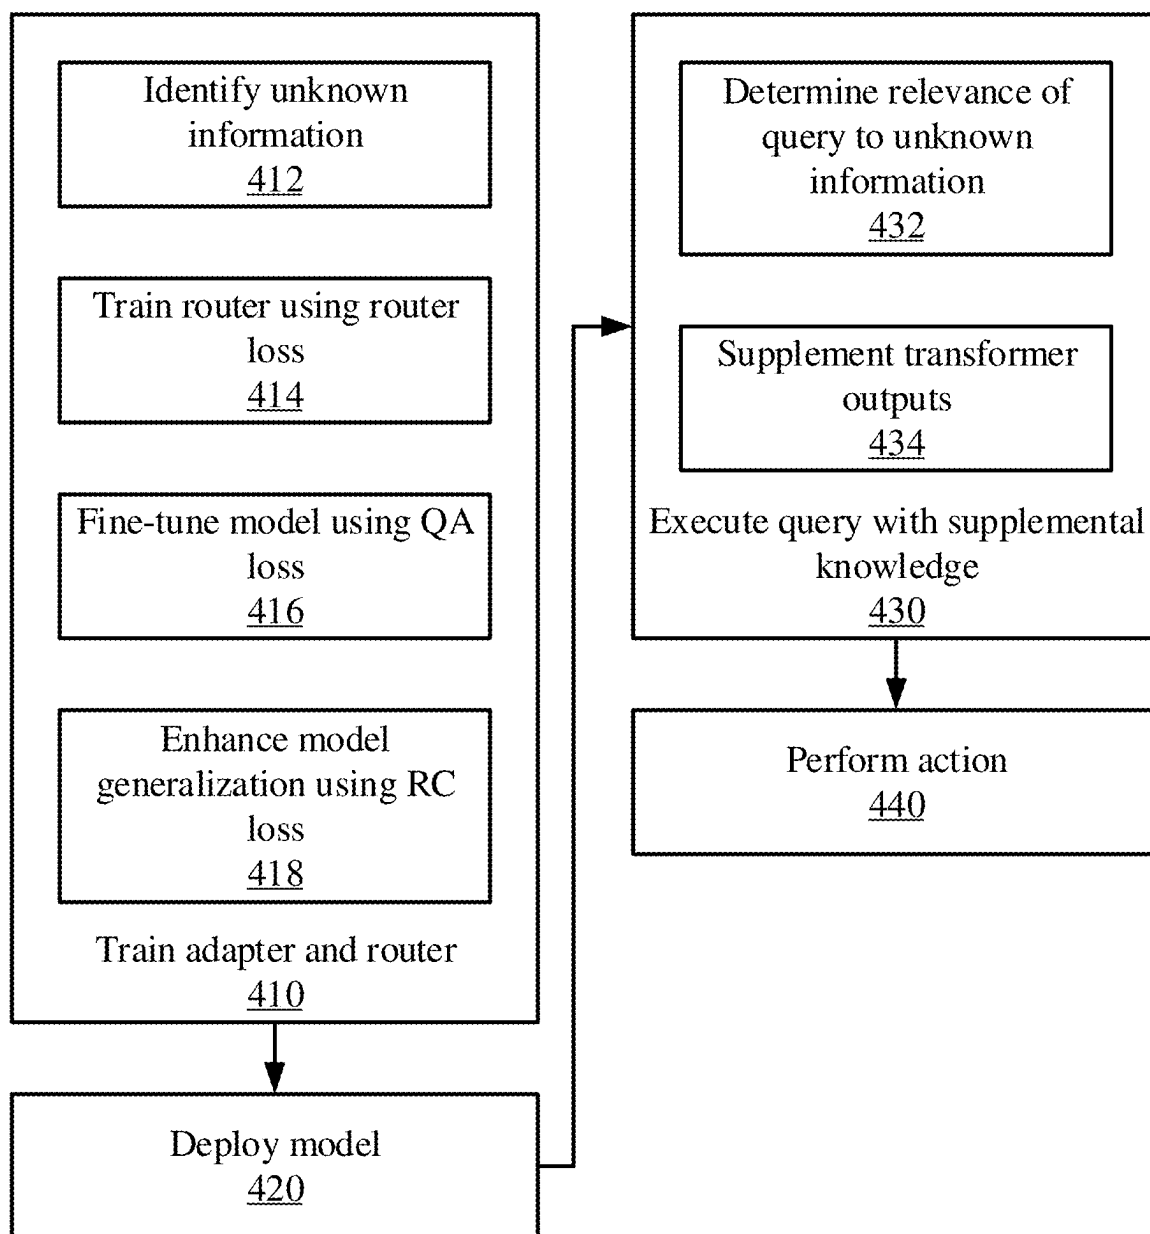 Identify unknown
information
412
Train router using router
loss
414
Fine-tune model using QA
loss
416
Enhance model
generalization using RC
loss
418
Train adapter and router
410
Deploy model
420
Determine relevance of
query to unknown
information
432
Supplement transformer
outputs
434
Execute query with supplemental
knowledge
430
Perform action
440